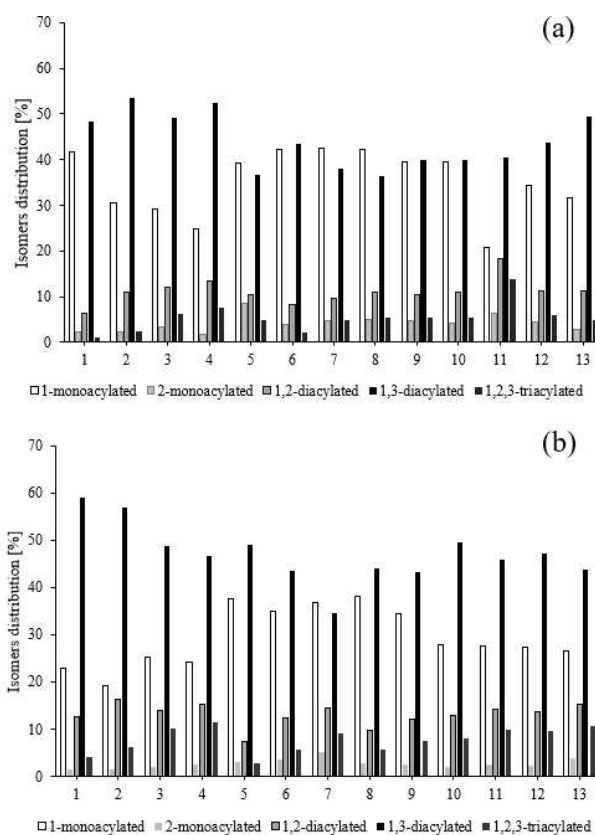 (a)
Isomers distribution [%]
70
60
50
40
30
20
10
0
1 2 3 4 5 6 7 8 9 10 11 12 13
1-monoacylated 2-monoacylated 1,2-diacylated 1,3-diacylated 1,2,3-triacylated
(b)
Isomers distribution [%]
70
60
50
40
30
20
10
0
1 2 3 4 5 6 7 8 9 10 11 12 13
1-monoacylated 2-monoacylated 1,2-diacylated 1,3-diacylated 1,2,3-triacylated